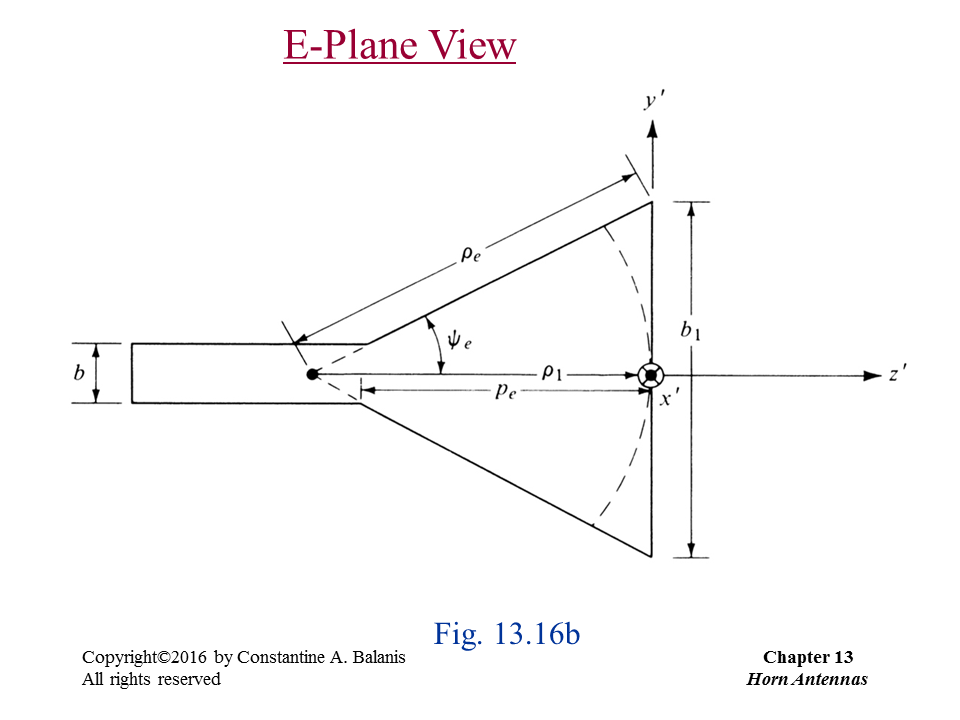 E-Plane View
y'
ρe
b1
ψe
b
ρ1
z'
pe
x'
Fig. 13.16b
Copyright©2016 by Constantine A. Balanis
All rights reserved
Chapter 13
Horn Antennas